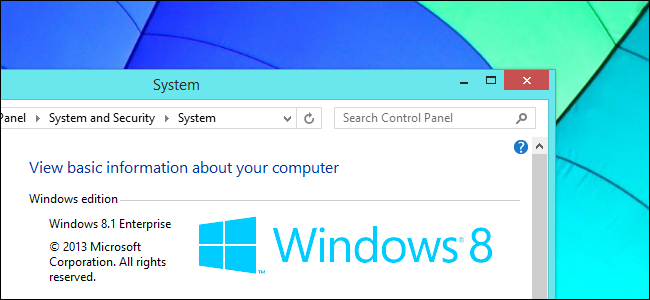 System
Panel ▸ System and Security ▸ System
Search Control Panel
?
View basic information about your computer
Windows edition
Windows 8.1 Enterprise
© 2013 Microsoft
Corporation. All rights
reserved.
Windows® 8
™